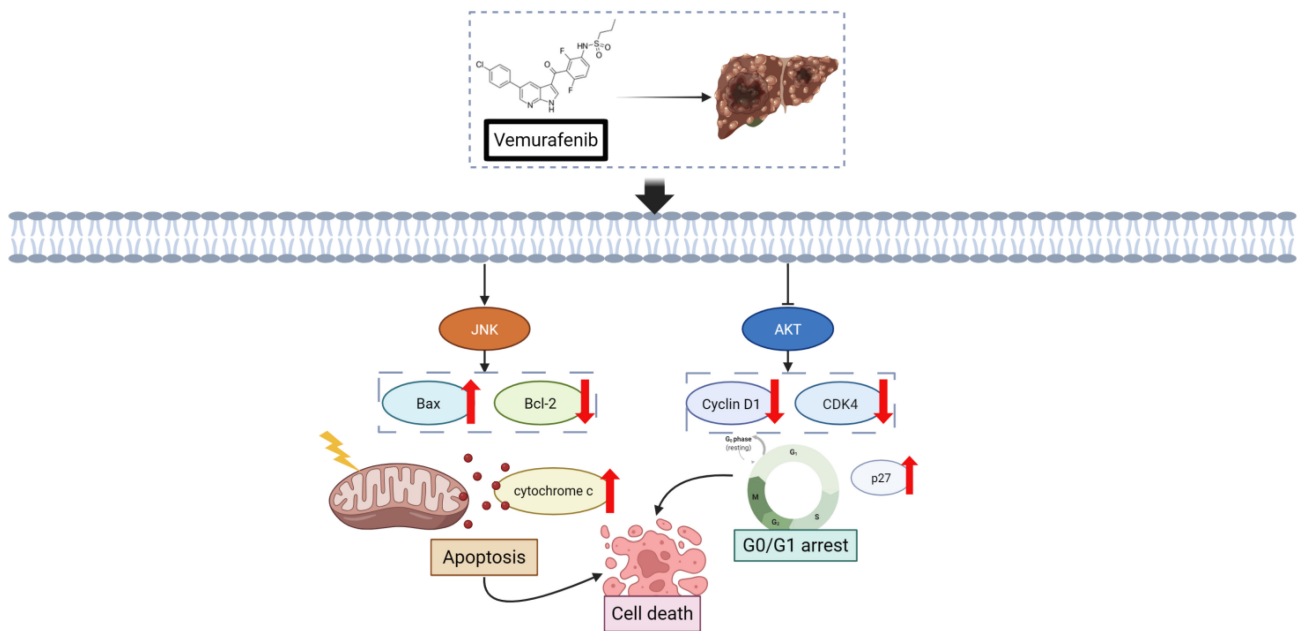 NH
S
O
O
F
O
Cl
F
N
N
H
Vemurafenib
JNK
AKT
Bax
Bcl-2
Cyclin D1
CDK4
G₀ phase
(resting)
G₁
p27
M
S
G₂
cytochrome c
G0/G1 arrest
Apoptosis
Cell death